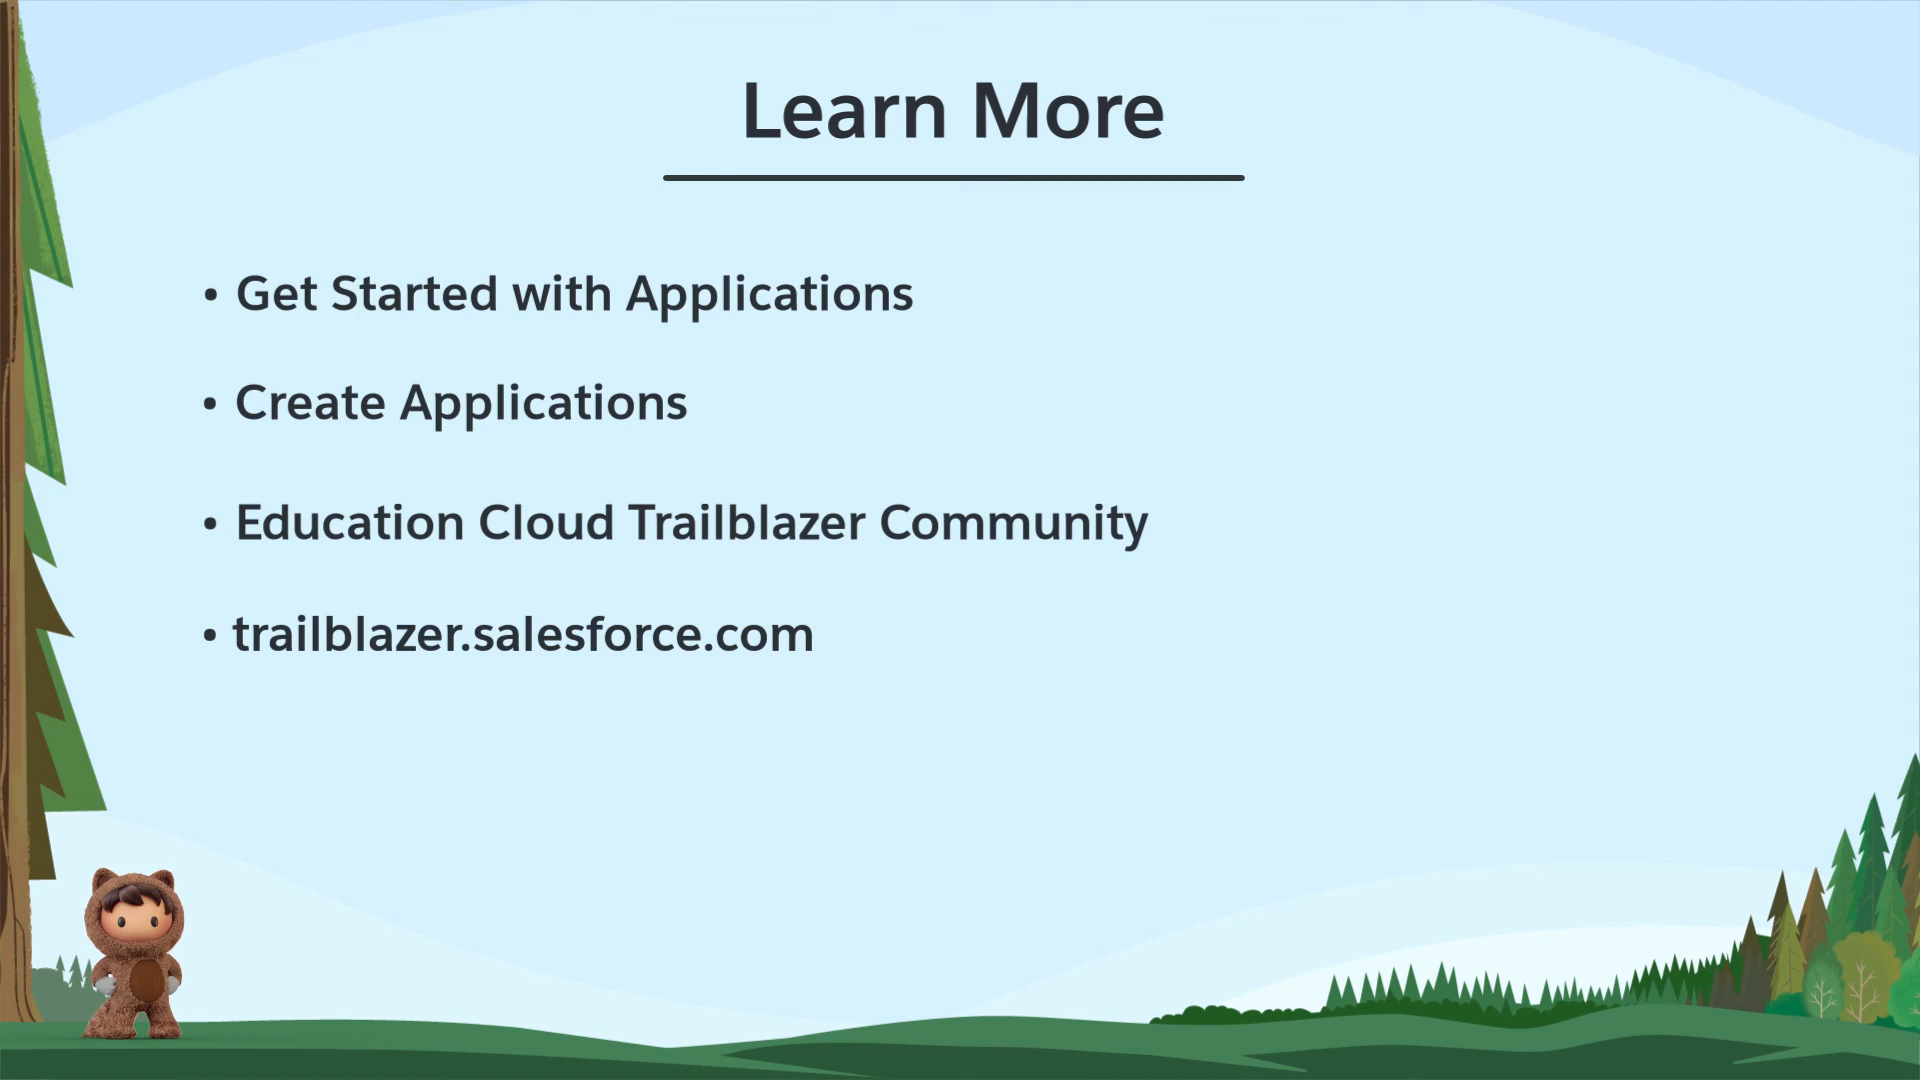 Learn More
• Get Started with Applications
• Create Applications
• Education Cloud Trailblazer Community
• trailblazer.salesforce.com